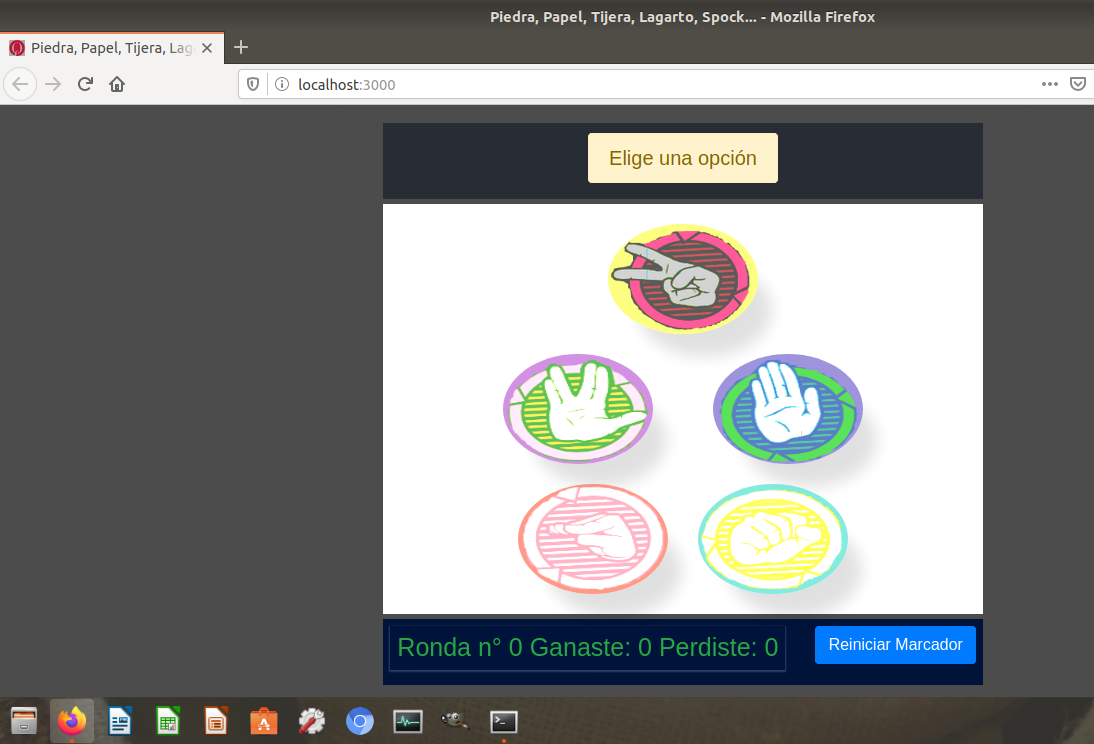 Piedra, Papel, Tijera, Lagarto, Spock... - Mozilla Firefox
Piedra, Papel, Tijera, Lag
localhost:3000
Elige una opción
Ronda n° 0 Ganaste: 0 Perdiste: 0
Reiniciar Marcador